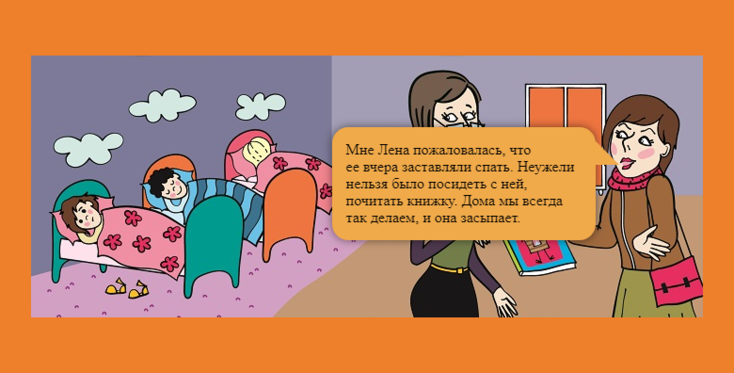 Мне Лена пожаловалась, что
ее вчера заставляли спать. Неужели
нельзя было посидеть с ней,
почитать книжку. Дома мы всегда
так делаем, и она засыпает.